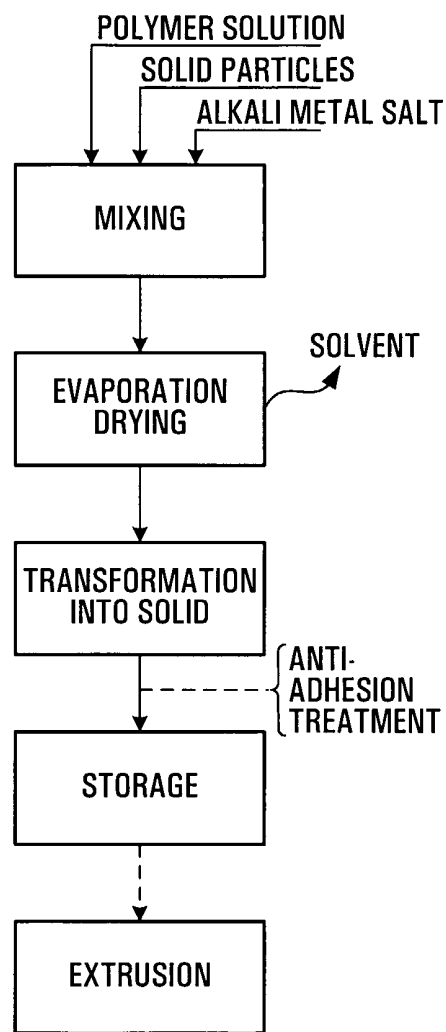 POLYMER SOLUTION
SOLID PARTICLES
ALKALI METAL SALT
MIXING
SOLVENT
EVAPORATION
DRYING
TRANSFORMATION
INTO SOLID
ANTI-
ADHESION
TREATMENT
STORAGE
EXTRUSION